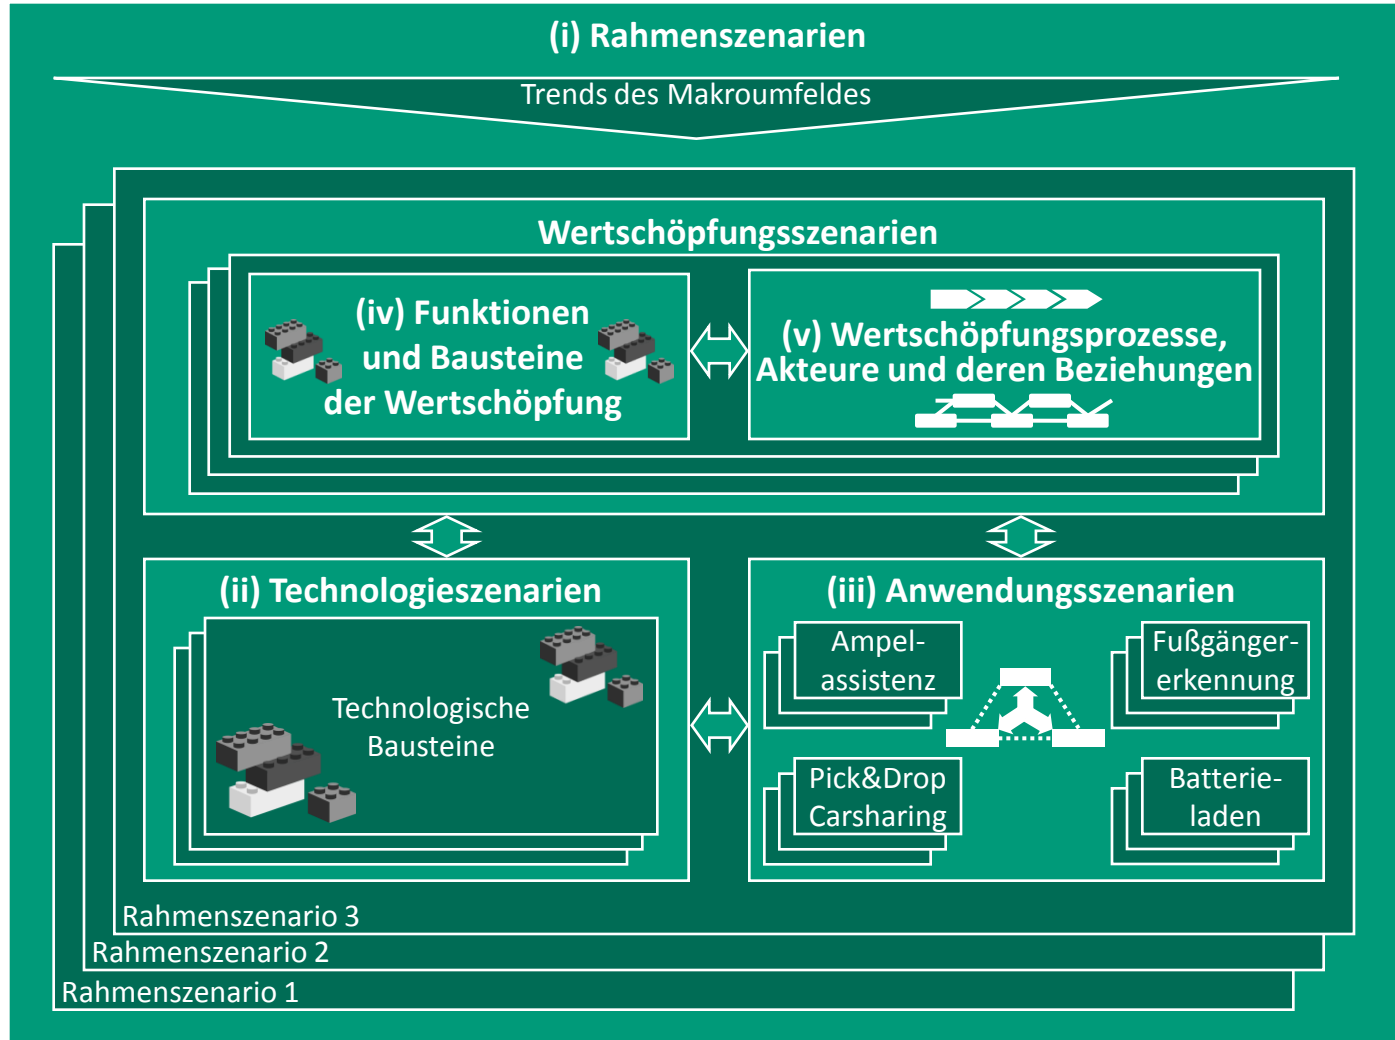 (i) Rahmenszenarien
Trends des Makroumfeldes
Wertschöpfungsszenarien
(iv) Funktionen
und Bausteine
der Wertschöpfung
(v) Wertschöpfungsprozesse,
Akteure und deren Beziehungen
(ii) Technologieszenarien
Technologische
Bausteine
(iii) Anwendungsszenarien
Ampel-
assistenz
Fußgänger-
erkennung
Pick&Drop
Carsharing
Batterie-
laden
Rahmenszenario 3
Rahmenszenario 2
Rahmenszenario 1